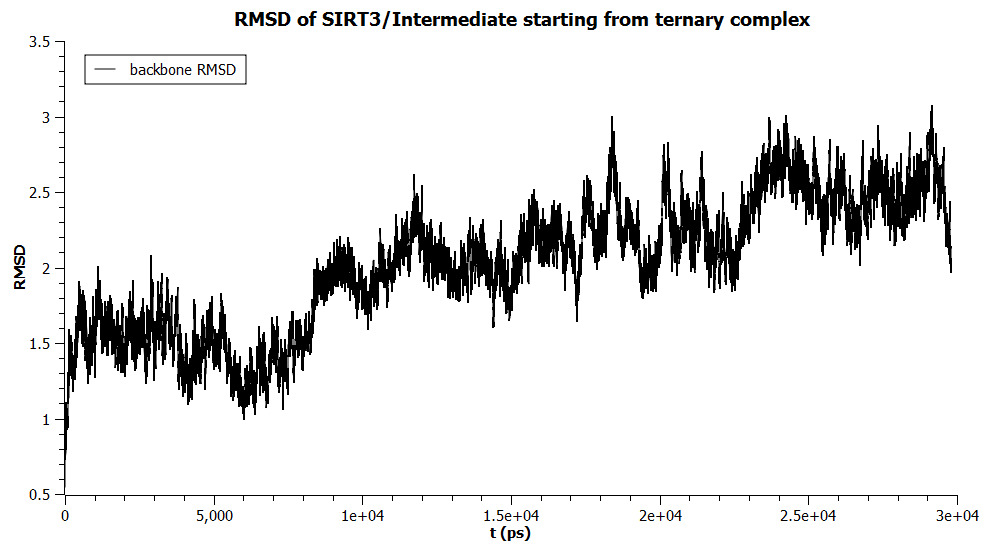 RMSD of SIRT3/Intermediate starting from ternary complex
3.5
backbone RMSD
3
2.5
2
RMSD
1.5
1
0.5
0 5,000 1e+04 1.5e+04 2e+04 2.5e+04 3e+04
t (ps)